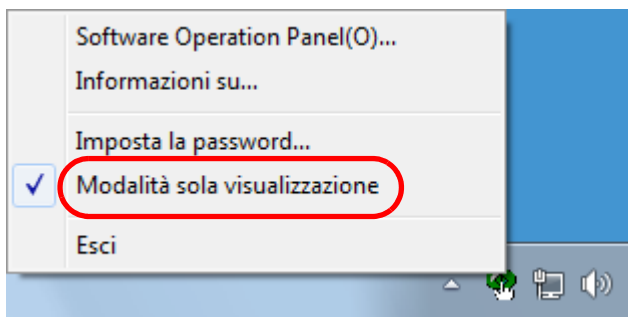 Software Operation Panel(O)...
Informazioni su...
Imposta la password...
Modalità sola visualizzazione
Esci